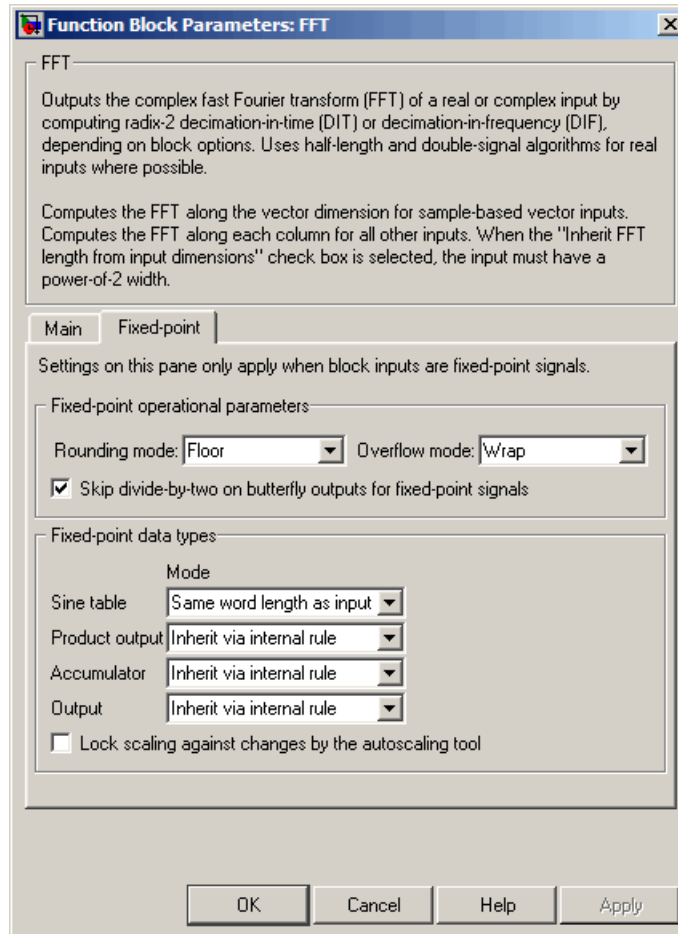 Function Block Parameters: FFT
FFT
Outputs the complex fast Fourier transform (FFT) of a real or complex input by
computing radix-2 decimation-in-time (DIT) or decimation-in-frequency (DIF),
depending on block options. Uses half-length and double-signal algorithms for real
inputs where possible.
Computes the FFT along the vector dimension for sample-based vector inputs.
Computes the FFT along each column for all other inputs. When the "Inherit FFT
length from input dimensions" check box is selected, the input must have a
power-of-2 width.
Main Fixed-point
Settings on this pane only apply when block inputs are fixed-point signals.
Fixed-point operational parameters
Rounding mode: Floor Overflow mode: Wrap
Skip divide-by-two on butterfly outputs for fixed-point signals
Fixed-point data types
Mode
Sine table Same word length as input
Product output Inherit via internal rule
Accumulator Inherit via internal rule
Output Inherit via internal rule
Lock scaling against changes by the autoscaling tool
OK Cancel Help Apply